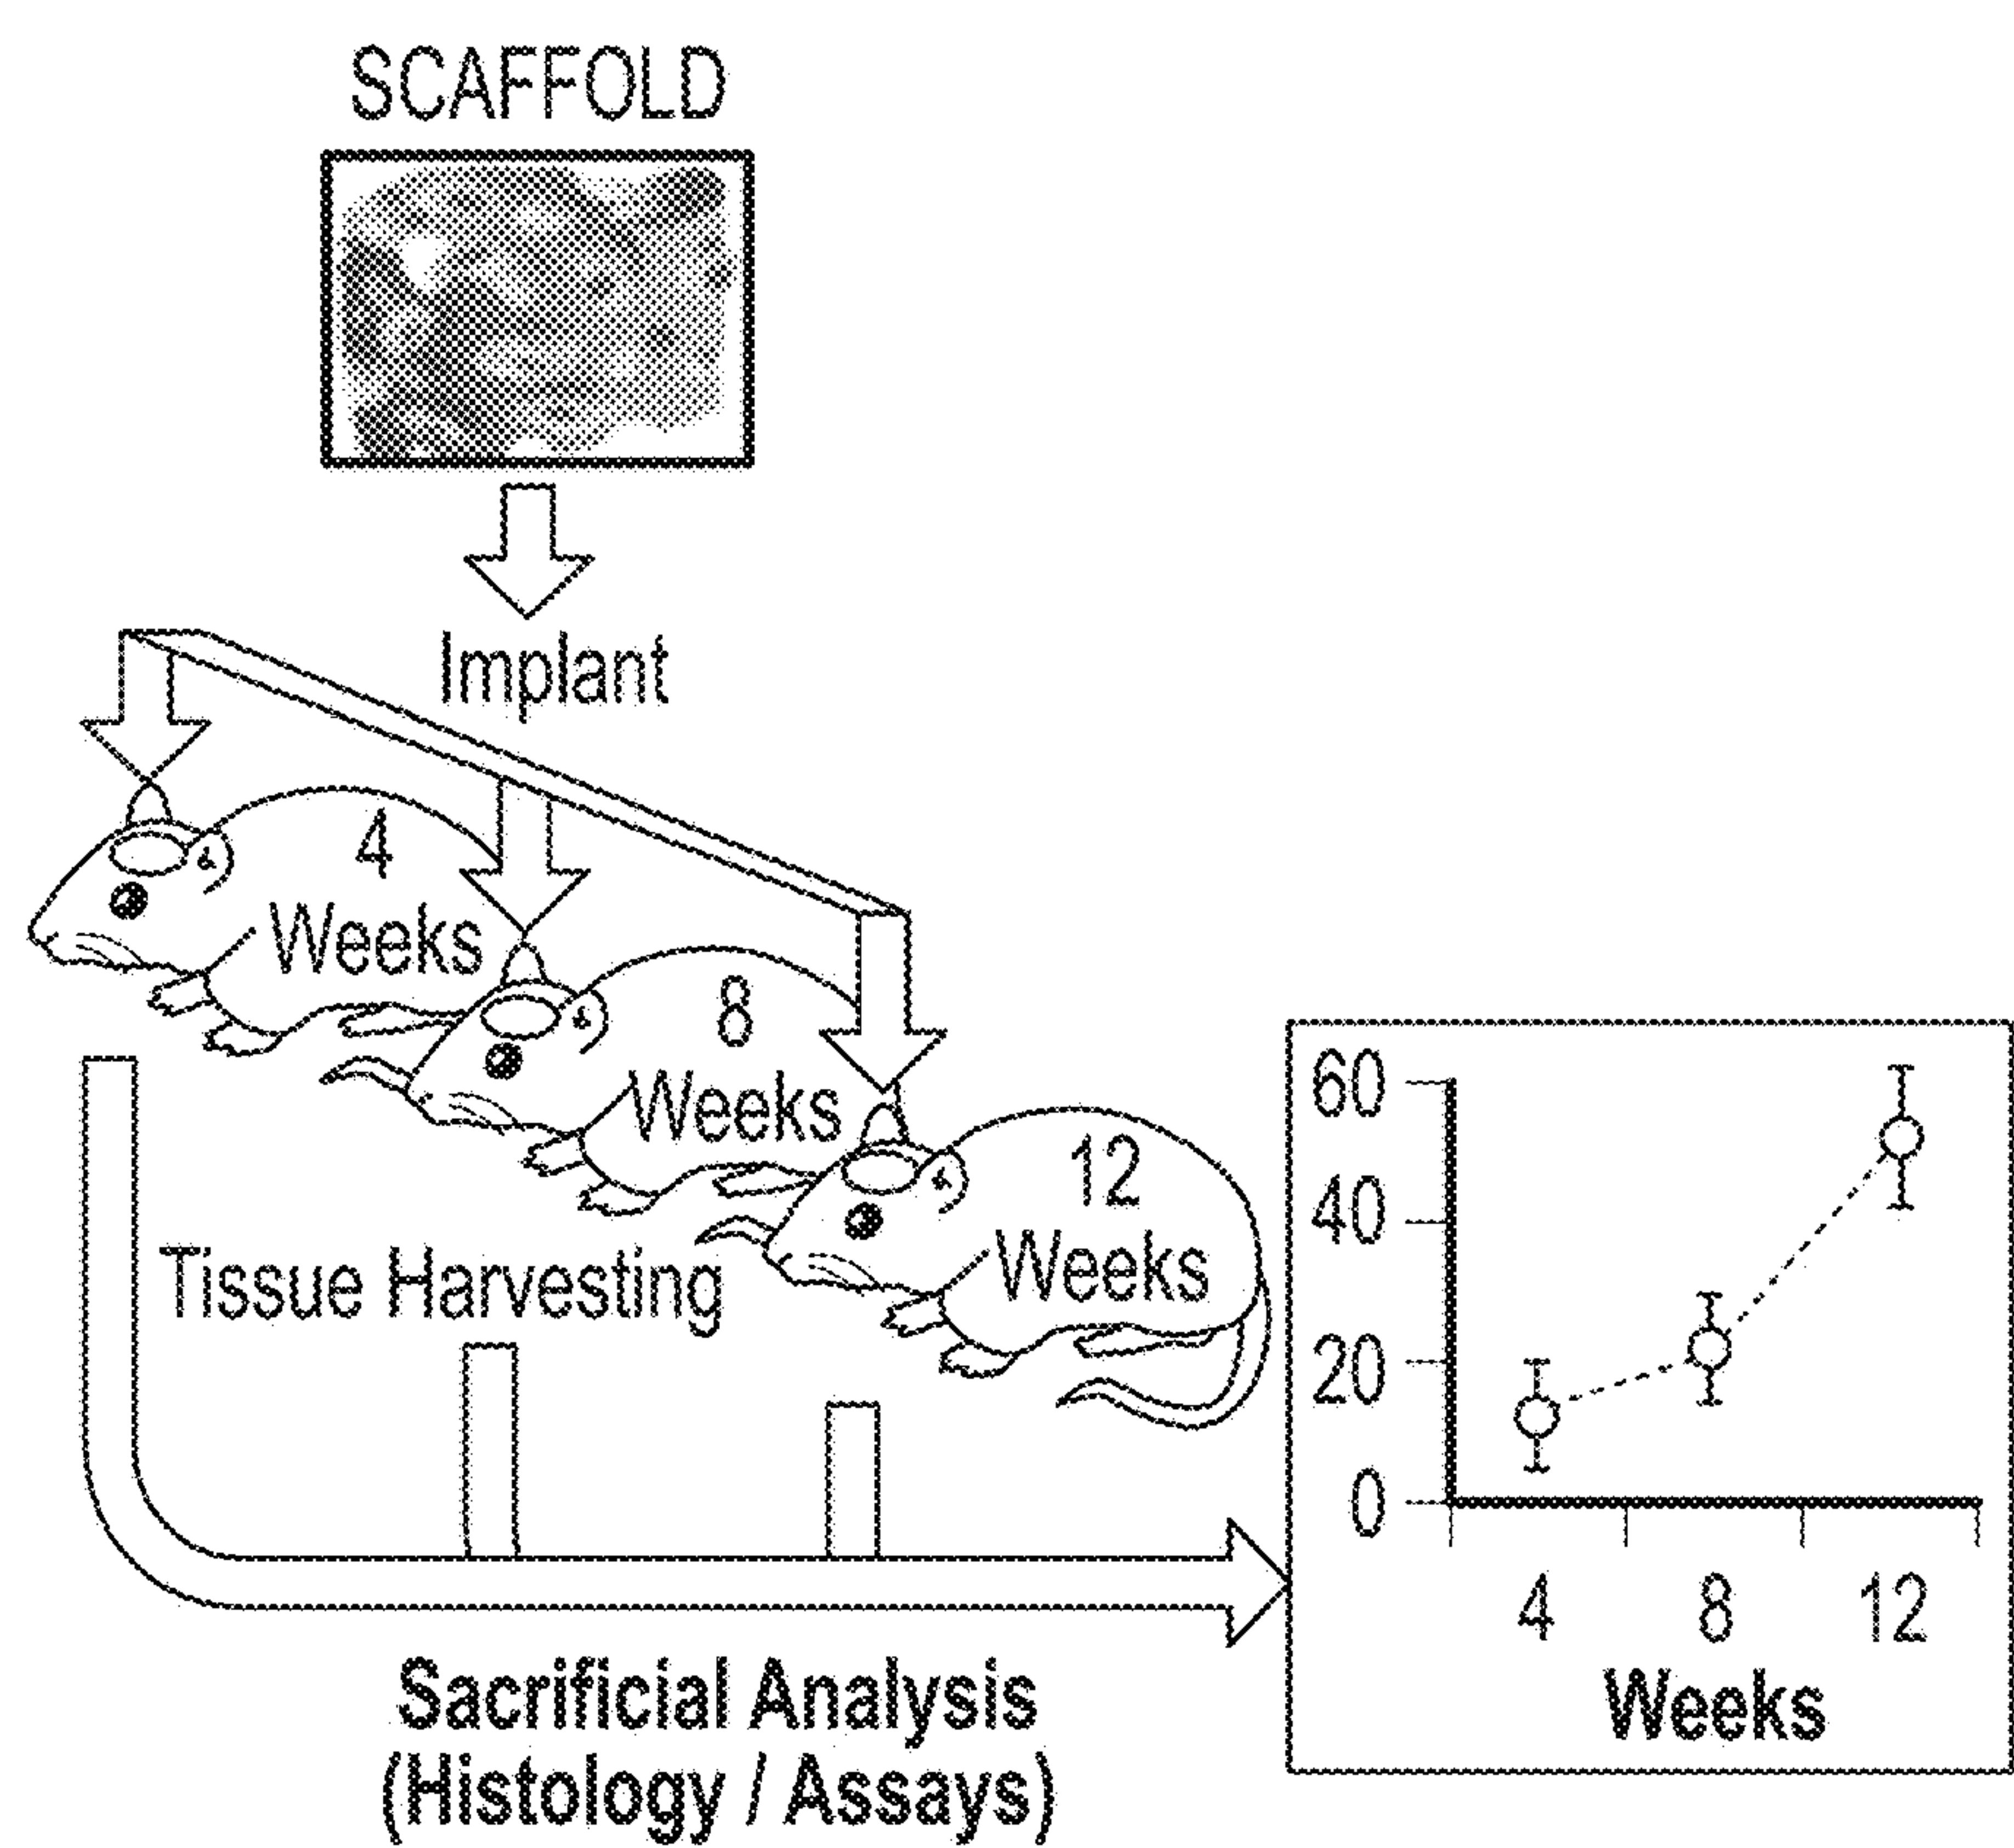 SCAFFOLD
Implant
4
Weeks
8
Weeks
12
Weeks
Tissue Harvesting
Sacrificial Analysis
(Histology / Assays)
60
40
20
0
4 8 12
Weeks